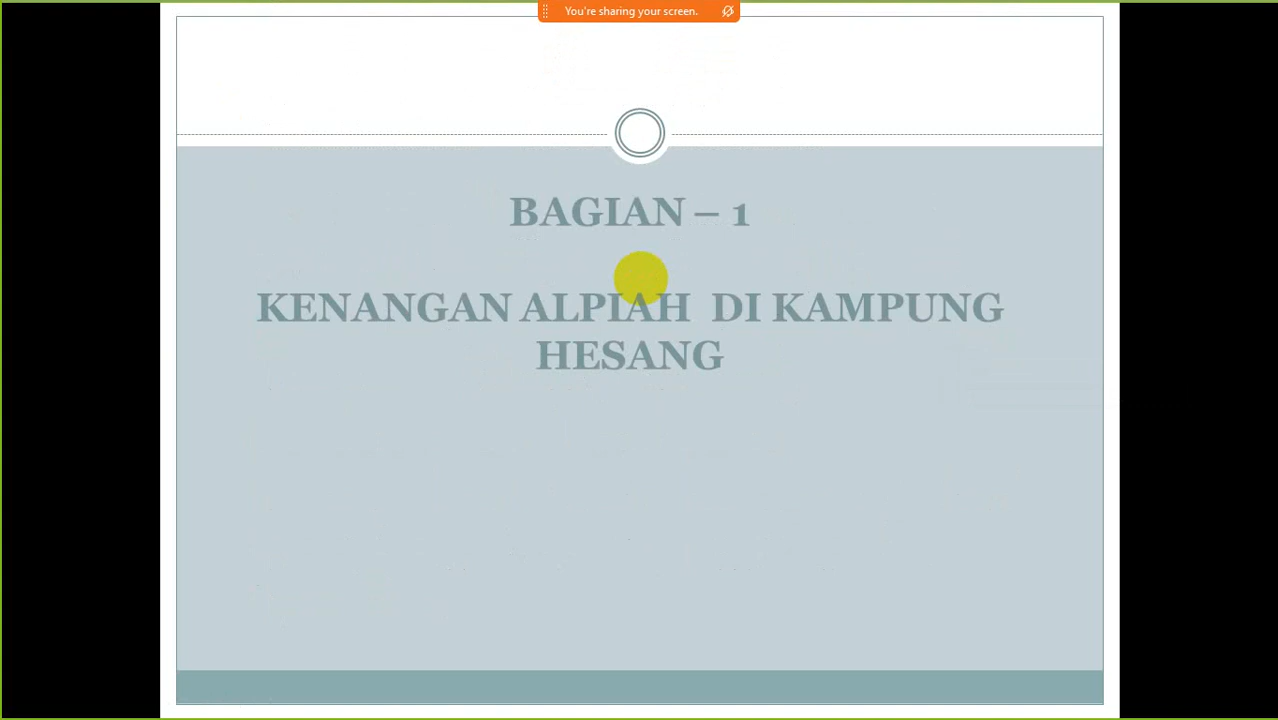 You're sharing your screen.
BAGIAN – 1
KENANGAN ALPIAH DI KAMPUNG
HESANG